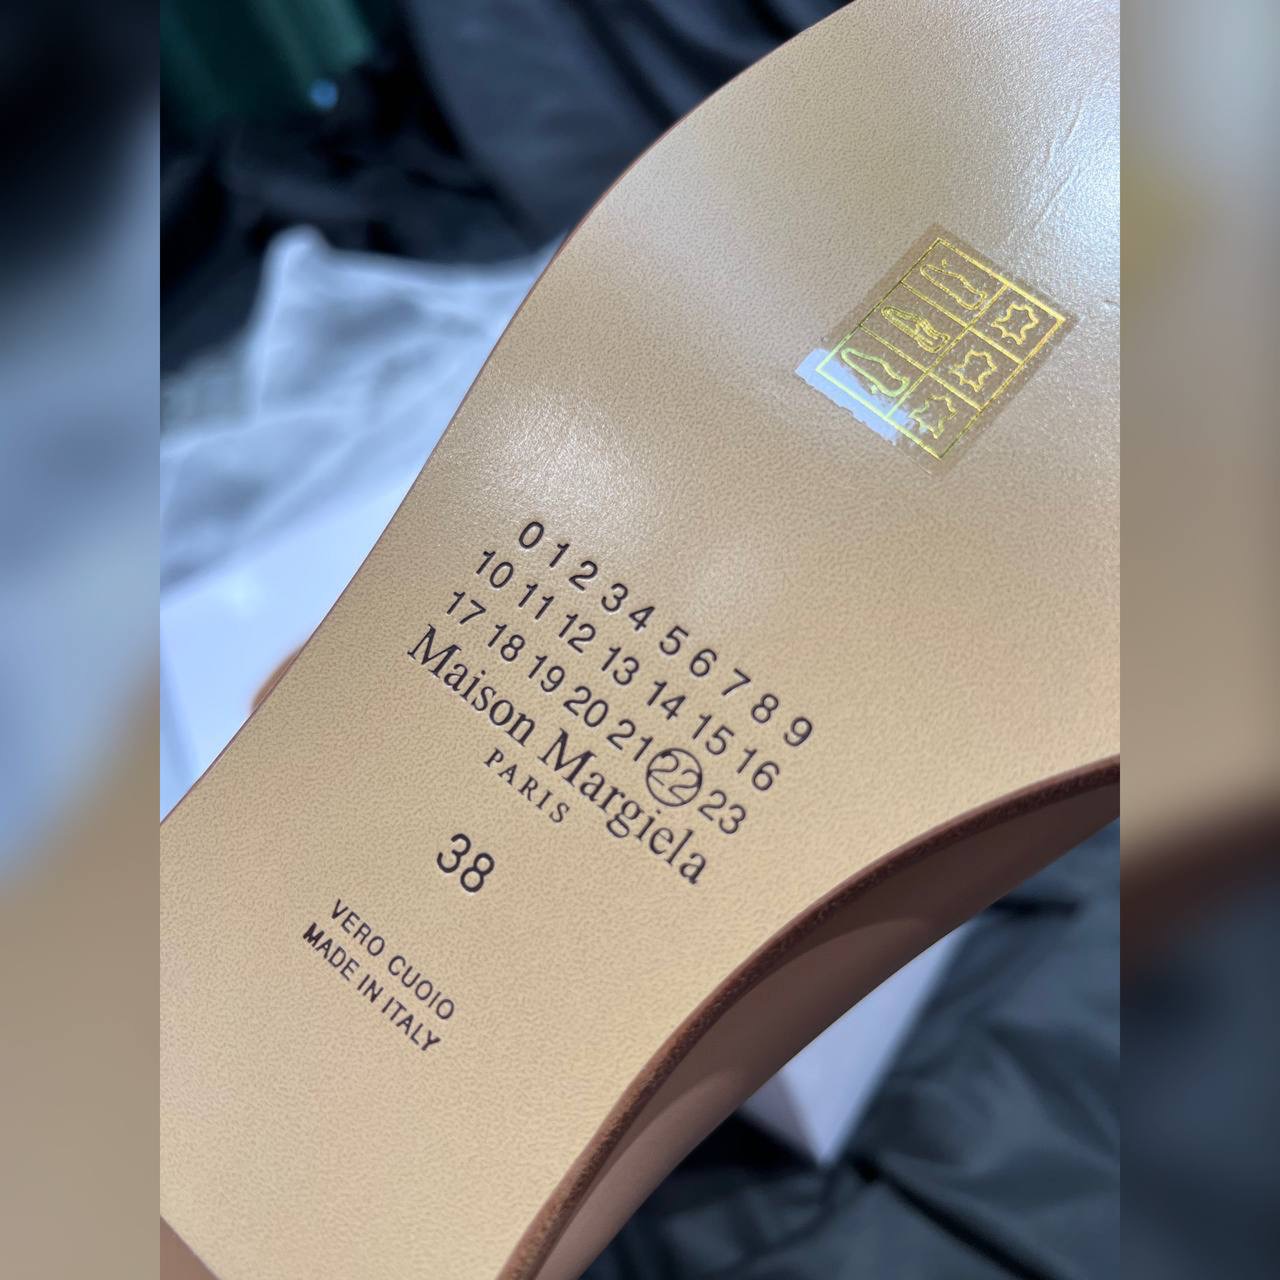 0 1 2 3 4 5 6 7 8 9
10 11 12 13 14 15 16
17 18 19 20 21 22 23
Maison Margiela
PARIS
38
VERO CUOIO
MADE IN ITALY